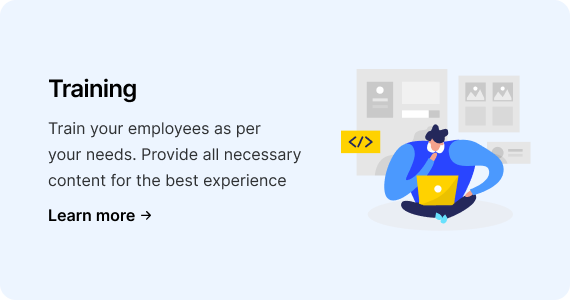 Training
Train your employees as per
your needs. Provide all necessary
content for the best experience
Learn more →
</>